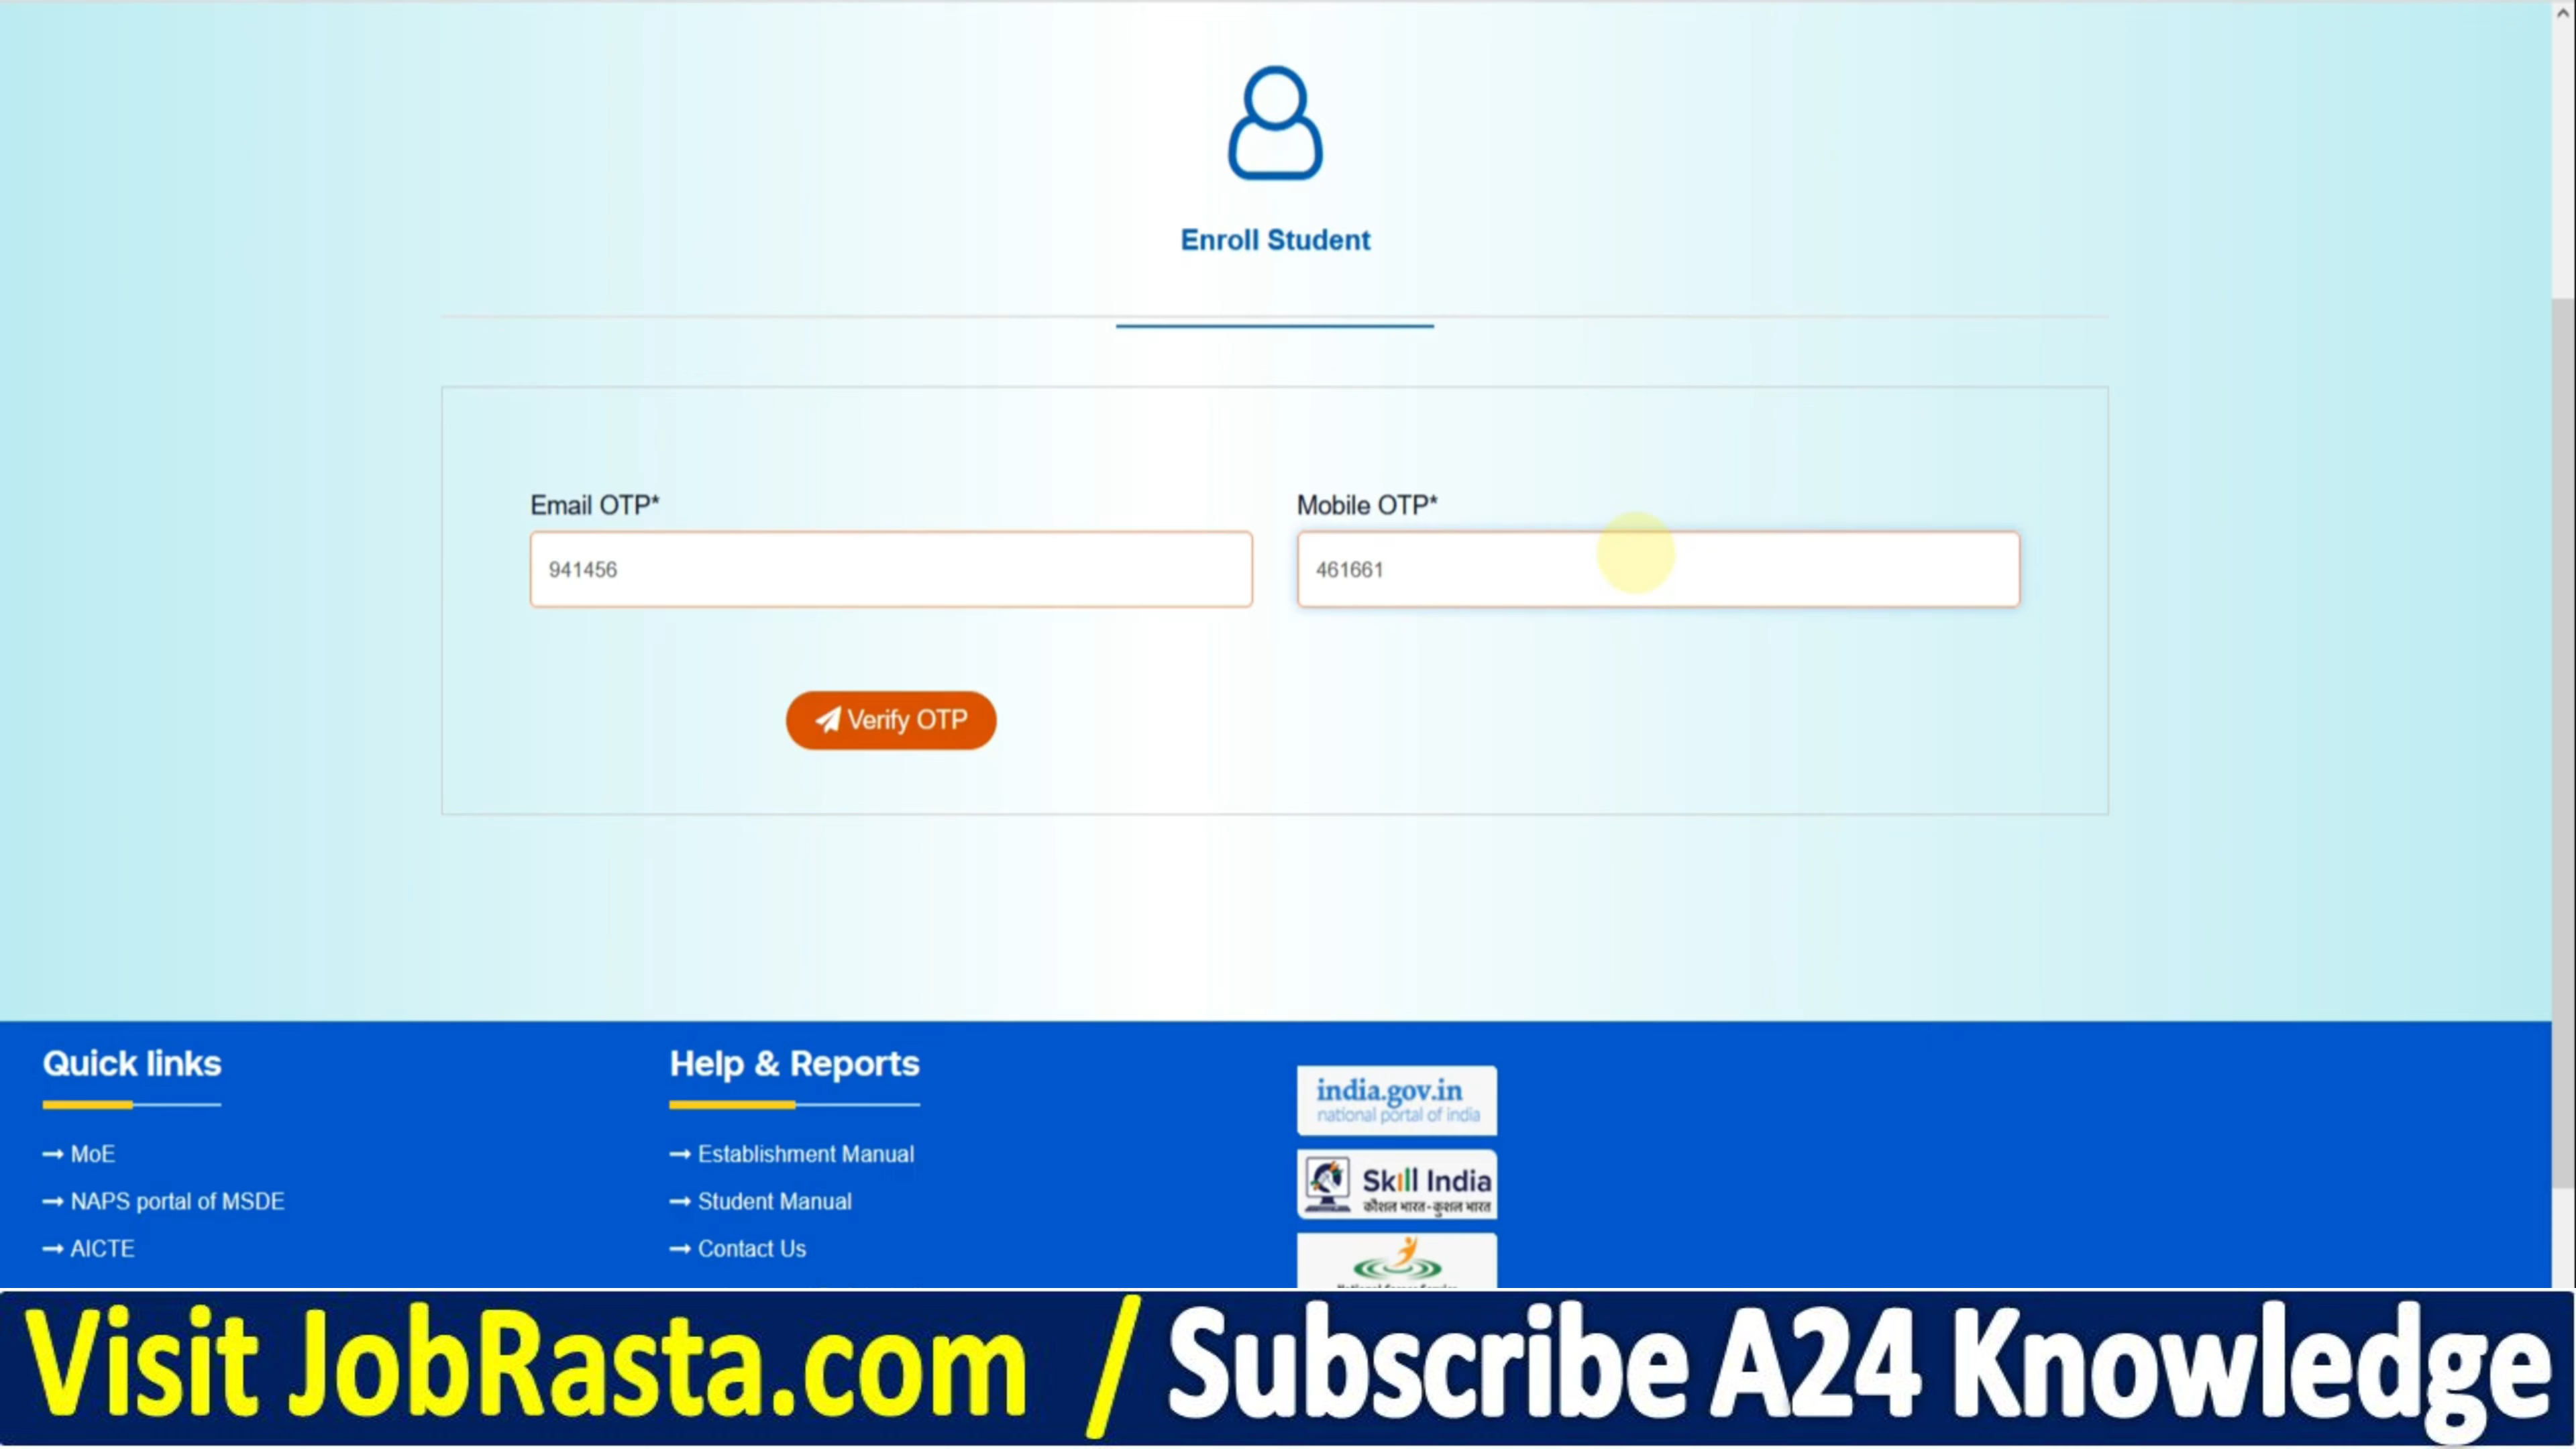 Enroll Student
Email OTP*
Mobile OTP*
941456
461661
Verify OTP
Quick links
MoE
NAPS portal of MSDE
AICTE
Help & Reports
Establishment Manual
Student Manual
Contact Us
india.gov.in
national portal of india
Skill India
कौशल भारत-कुशल भारत
Visit JobRasta.com / Subscribe A24 Knowledge